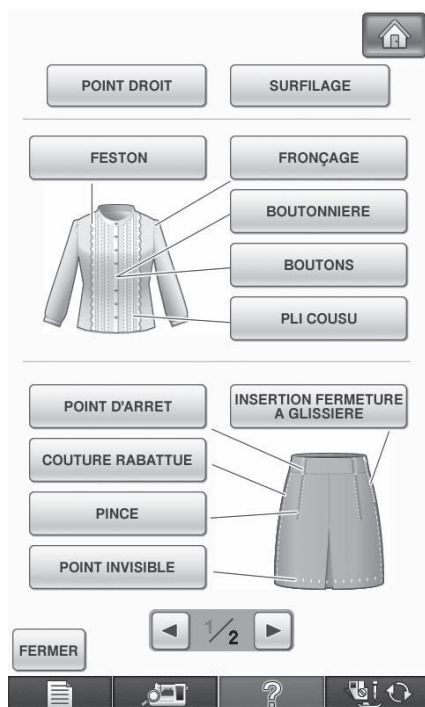 POINT DROIT
SURFILAGE
FESTON
FRONÇAGE
BOUTONNIERE
BOUTONS
PLI COUSU
POINT D'ARRET
INSERTION FERMETURE
A GLISSIERE
COUTURE RABATTUE
PINCE
POINT INVISIBLE
1/2
FERMER
?